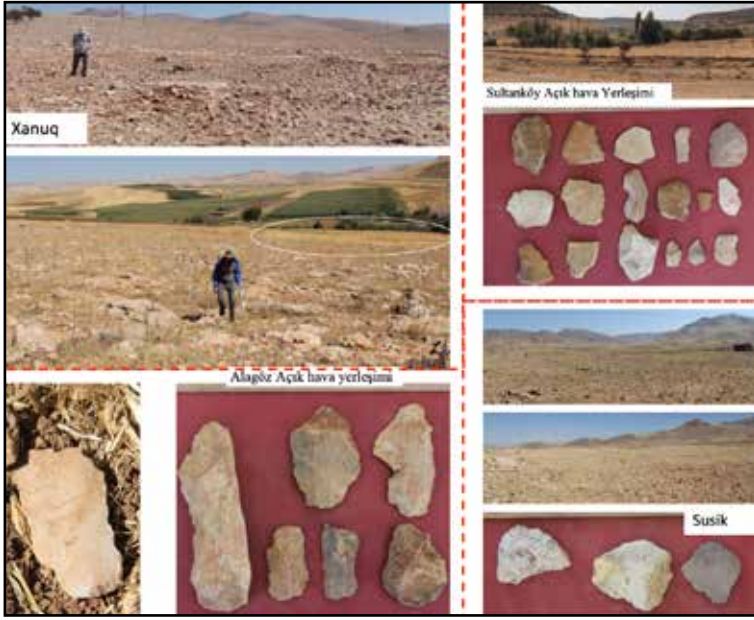 Xanuq
Sultanköy Açık hava Yerleşimi
Alagöz Açık hava yerleşimi
Susik